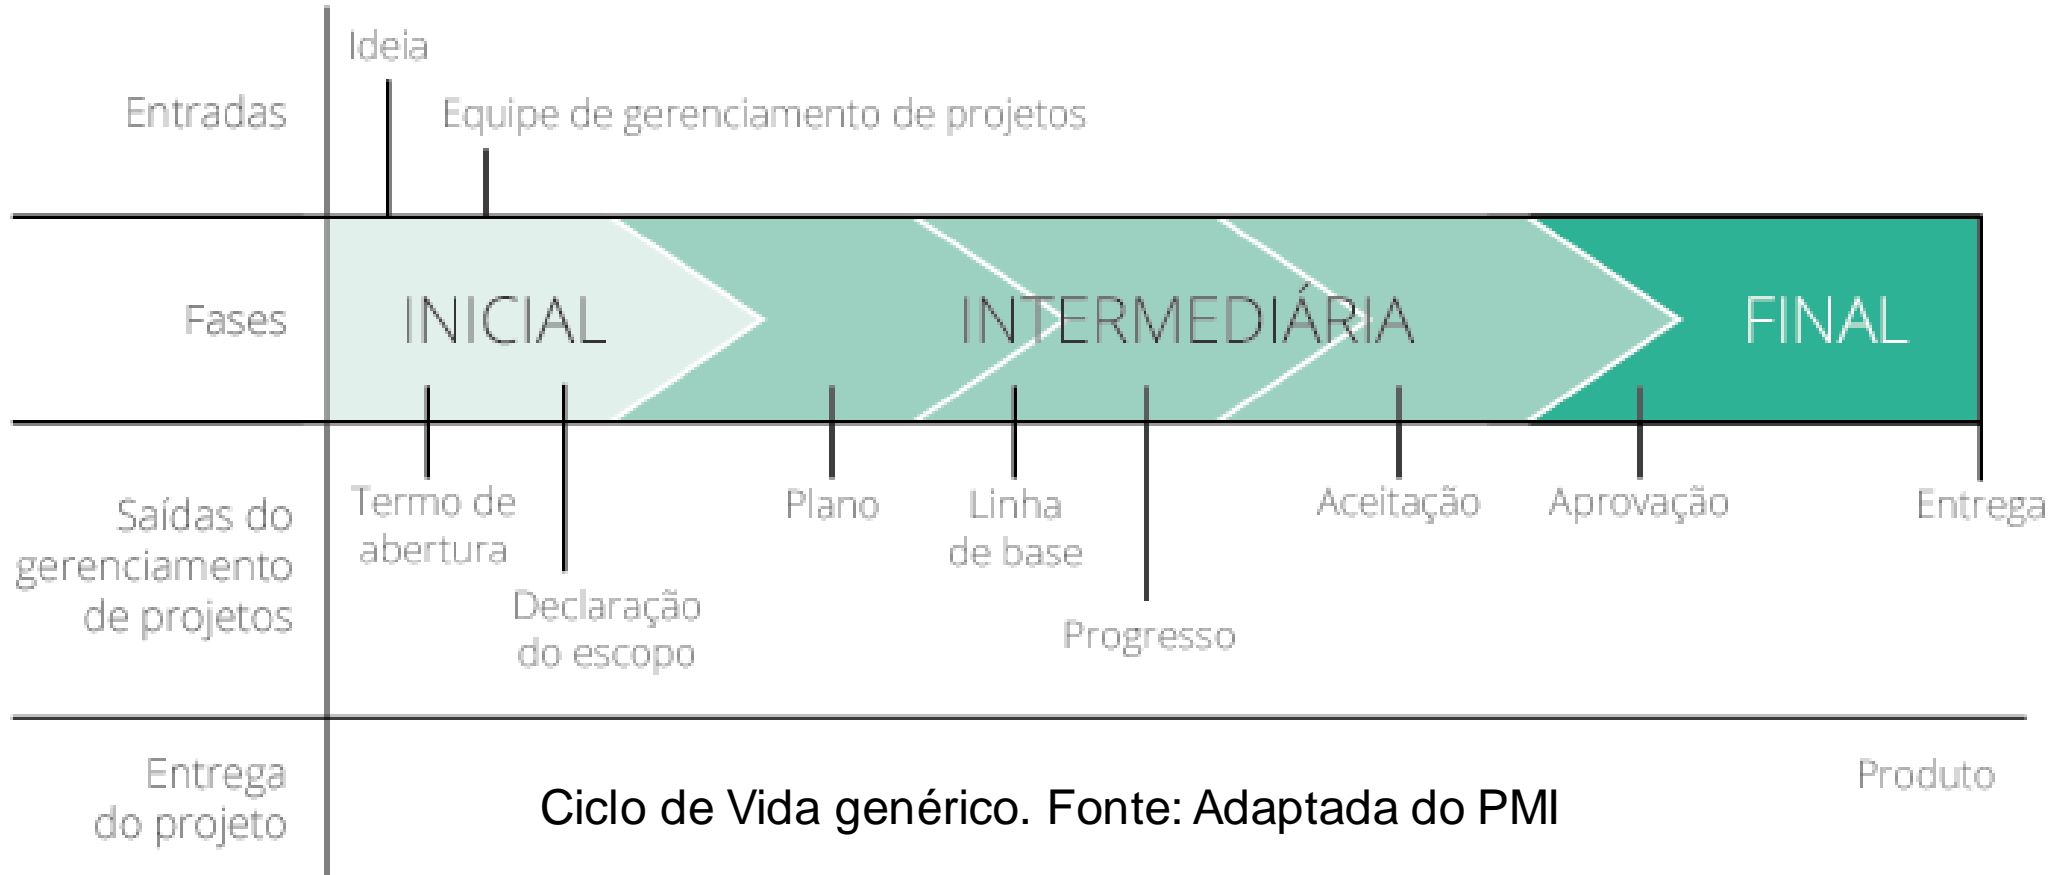 Ideia
Entradas
Equipe de gerenciamento de projetos
Fases
INICIAL
INTERMEDIÁRIA
FINAL
Saídas do
gerenciamento
de projetos
Termo de
abertura
Declaração
do escopo
Plano
Linha
de base
Progresso
Aceitação
Aprovação
Entrega
Entrega
do projeto
Produto
Ciclo de Vida genérico. Fonte: Adaptada do PMI